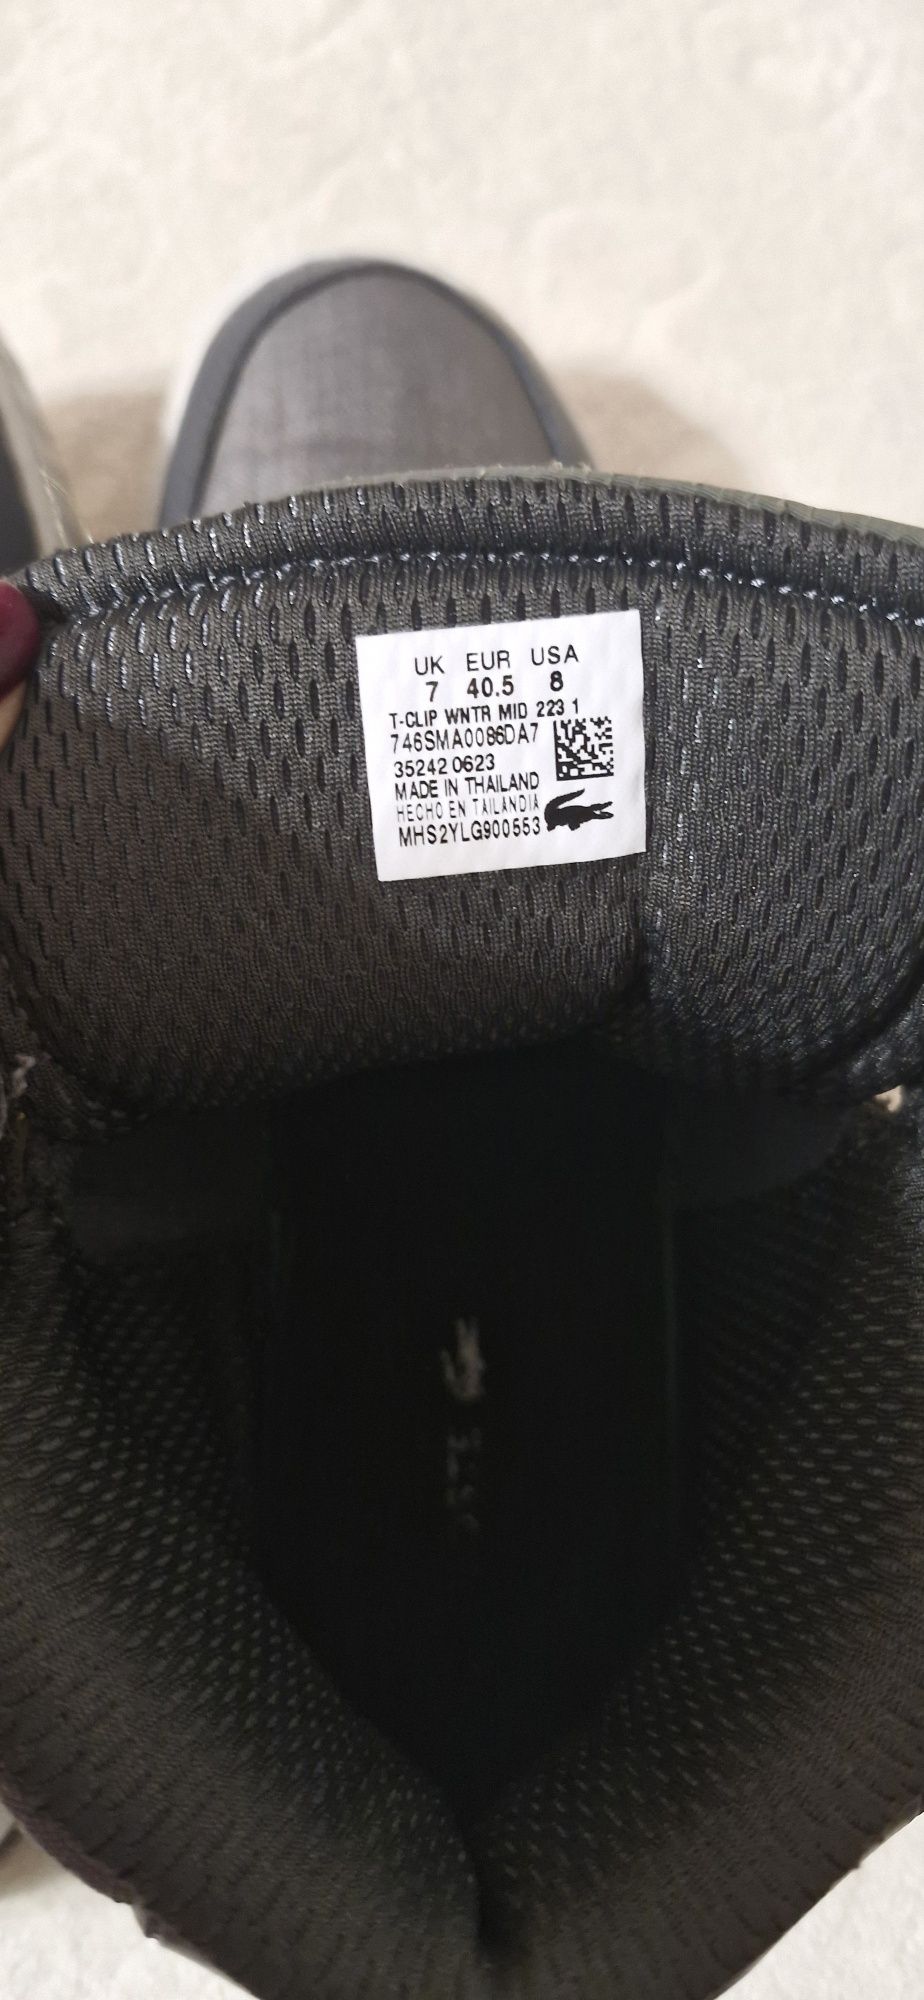 UK EUR USA
7 40.5 8
T-CLIP WNTR MID 223 1
746SMA0086DA7
35242 0623
MADE IN THAILAND
HECHO EN TAILANDIA
MHS2YLG900553